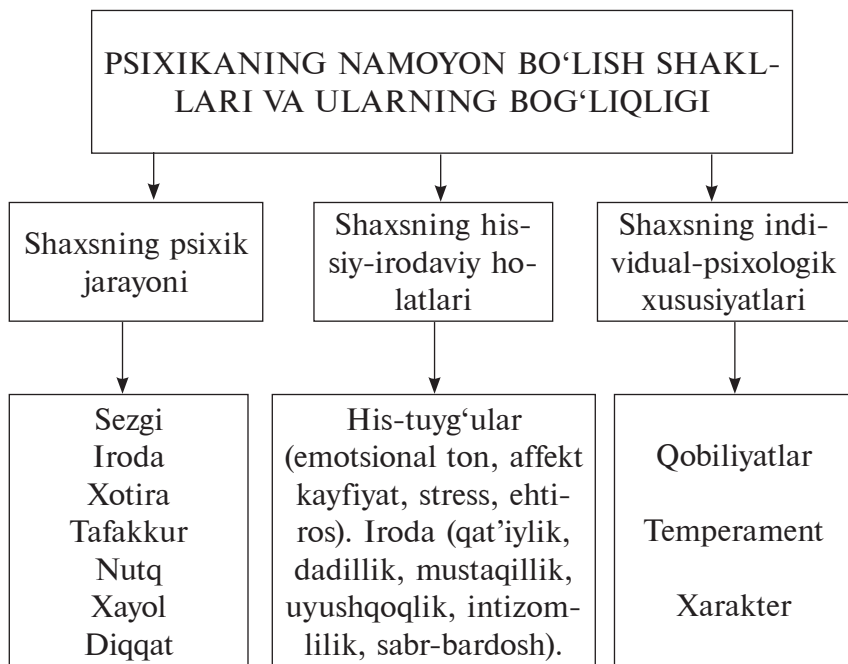 PSIXIKANING NAMOYON BO‘LISH SHAKL-
LARI VA ULARNING BOG‘LIQLIGI
Shaxsning psixik
jarayoni
Shaxsning his-
siy-irodaviy ho-
latlari
Shaxsning indi-
vidual-psixologik
xususiyatlari
Sezgi
Iroda
Xotira
Tafakkur
Nutq
Xayol
Diqqat
His-tuyg‘ular
(emotsional ton, affekt
kayfiyat, stress, ehti-
ros). Iroda (qat’iylik,
dadillik, mustaqillik,
uyushqoqlik, intizom-
lilik, sabr-bardosh).
Qobiliyatlar
Temperament
Xarakter